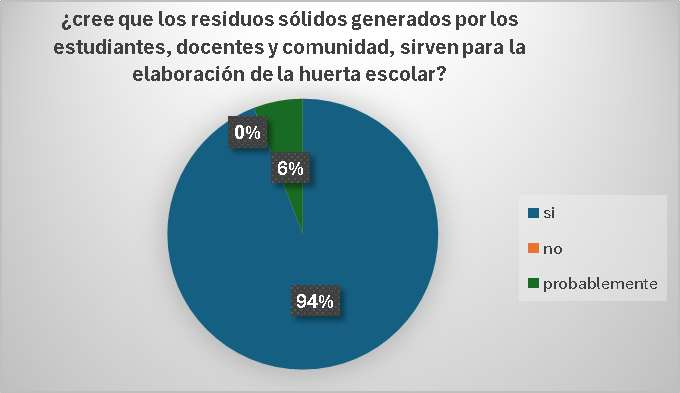 ¿cree que los residuos sólidos generados por los
estudiantes, docentes y comunidad, sirven para la
elaboración de la huerta escolar?
0%
6%
94%
si
no
probablemente